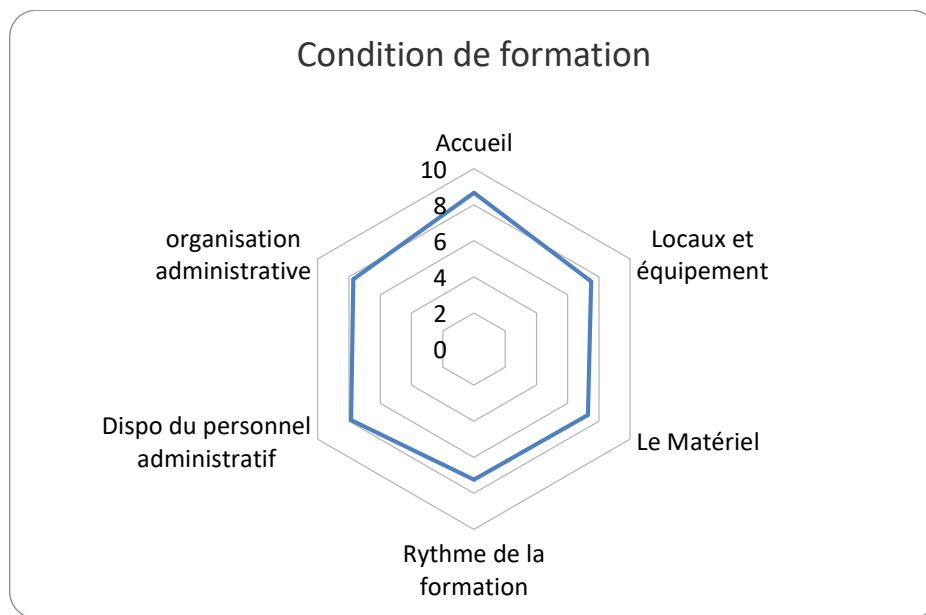 Condition de formation
Accueil
10
8
6
4
2
0
Locaux et
équipement
Le Matériel
Rythme de la
formation
Dispo du personnel
administratif
organisation
administrative